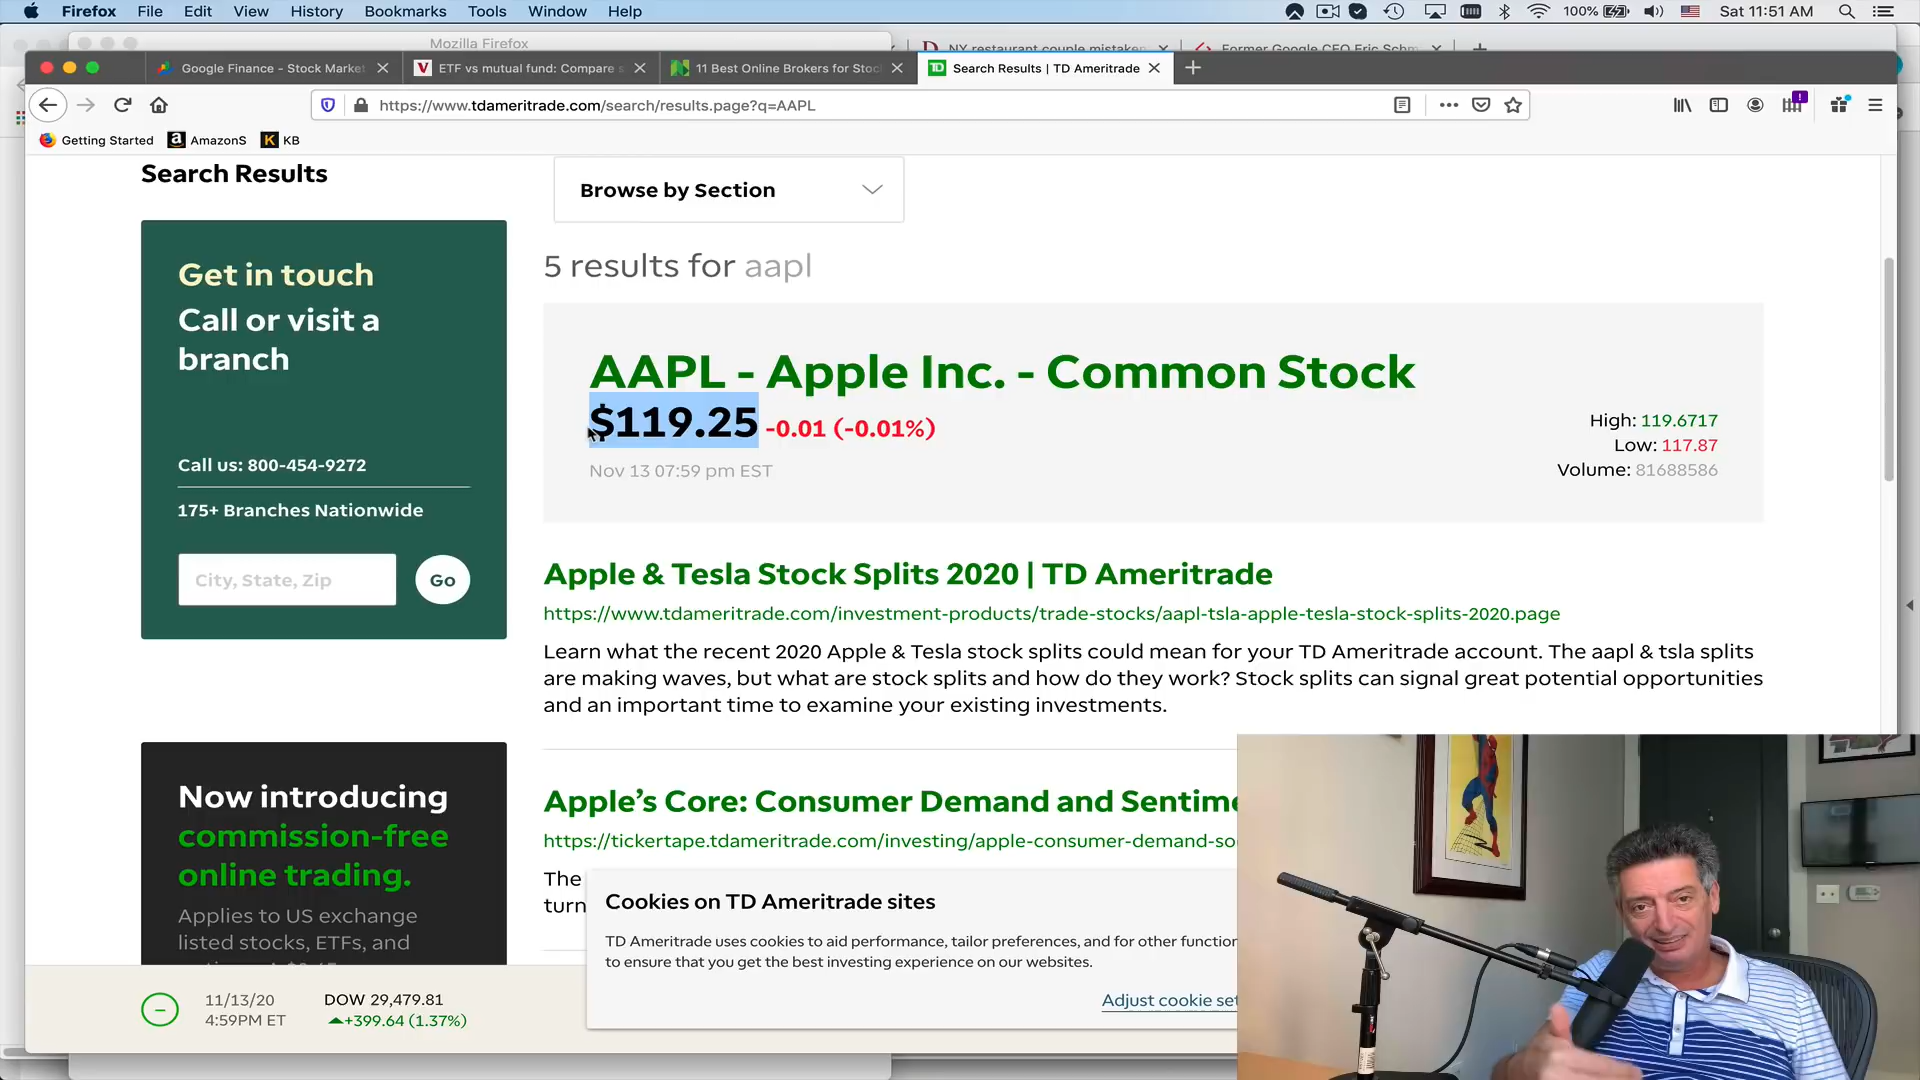 Firefox File Edit View History Bookmarks Tools Window Help 100% Sat 11:51 AM
Mozilla Firefox
NY restaurant couple mistaken Former Google CEO Eric Schm
Google Finance - Stock Market ETF vs mutual fund: Compare s 11 Best Online Brokers for Stoc Search Results | TD Ameritrade
https://www.tdameritrade.com/search/results.page?q=AAPL
Getting Started AmazonS KB
Search Results
Browse by Section
Get in touch
Call or visit a
branch
Call us: 800-454-9272
175+ Branches Nationwide
City, State, Zip Go
5 results for aapl
AAPL - Apple Inc. - Common Stock
$119.25 -0.01 (-0.01%)
Nov 13 07:59 pm EST
High: 119.6717
Low: 117.87
Volume: 81688586
Apple & Tesla Stock Splits 2020 | TD Ameritrade
https://www.tdameritrade.com/investment-products/trade-stocks/aapl-tsla-apple-tesla-stock-splits-2020.page
Learn what the recent 2020 Apple & Tesla stock splits could mean for your TD Ameritrade account. The aapl & tsla splits
are making waves, but what are stock splits and how do they work? Stock splits can signal great potential opportunities
and an important time to examine your existing investments.
Now introducing
commission-free
online trading.
Applies to US exchange
listed stocks, ETFs, and
Apple's Core: Consumer Demand and Sentime
https://tickertape.tdameritrade.com/investing/apple-consumer-demand-so
The
turn
Cookies on TD Ameritrade sites
TD Ameritrade uses cookies to aid performance, tailor preferences, and for other function
to ensure that you get the best investing experience on our websites.
Adjust cookie set
11/13/20 DOW 29,479.81
4:59PM ET +399.64 (1.37%)